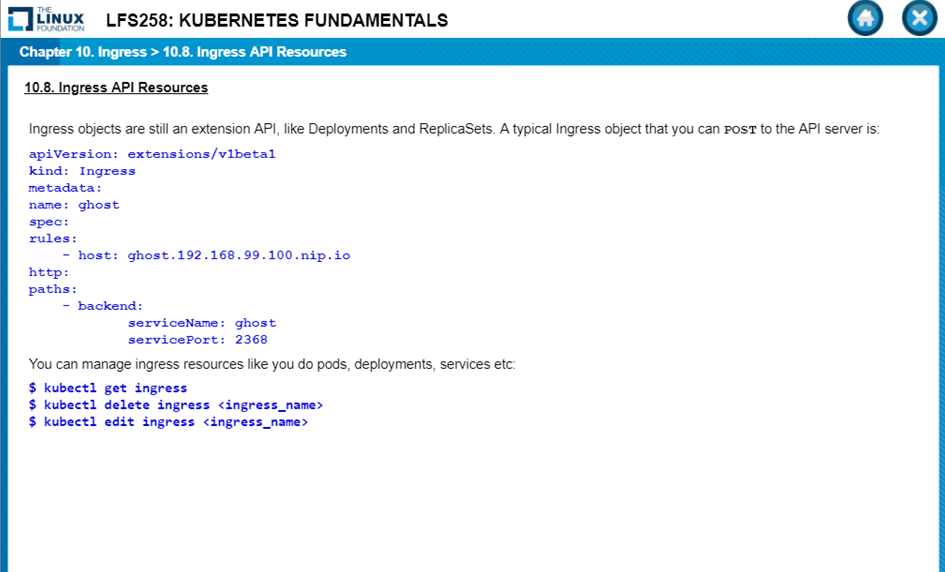 THE
LINUX
FOUNDATION
LFS258: KUBERNETES FUNDAMENTALS
Chapter 10. Ingress > 10.8. Ingress API Resources
10.8. Ingress API Resources
Ingress objects are still an extension API, like Deployments and ReplicaSets. A typical Ingress object that you can POST to the API server is:
apiVersion: extensions/v1beta1
kind: Ingress
metadata:
name: ghost
spec:
rules:
    - host: ghost.192.168.99.100.nip.io
http:
paths:
    - backend:
            serviceName: ghost
            servicePort: 2368
You can manage ingress resources like you do pods, deployments, services etc:
$ kubectl get ingress
$ kubectl delete ingress <ingress_name>
$ kubectl edit ingress <ingress_name>